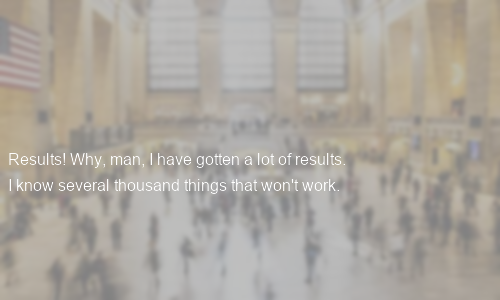 Results! Why, man, I have gotten a lot of results.
I know several thousand things that won't work.